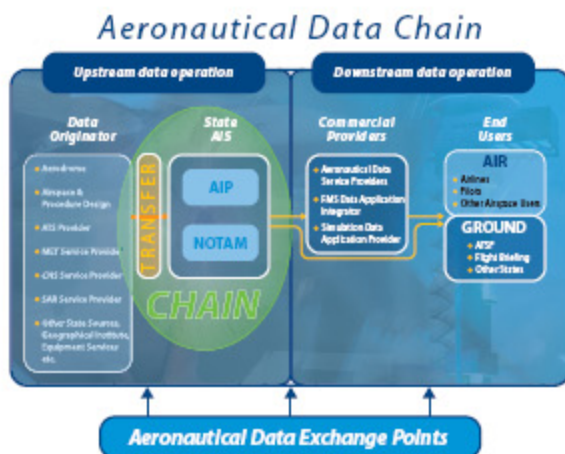 Aeronautical Data Chain
Upstream data operation
Downstream data operation
Data
Originator
State
AIS
Commercial
Providers
End
Users
Aerodromes
Airspace &
Procedure Design
ATS Provider
MET Service Provider
CNS Service Provider
SAR Service Provider
Other State Sources,
Geographical Institute,
Equipment Services
etc.
TRANSFER
AIP
NOTAM
CHAIN
Aeronautical Data
Service Providers
FMS Data Application
Integrator
Simulation Data
Application Provider
AIR
Airlines
Pilots
Other Airspace Users
GROUND
ATSP
Flight Briefing
Other States
Aeronautical Data Exchange Points